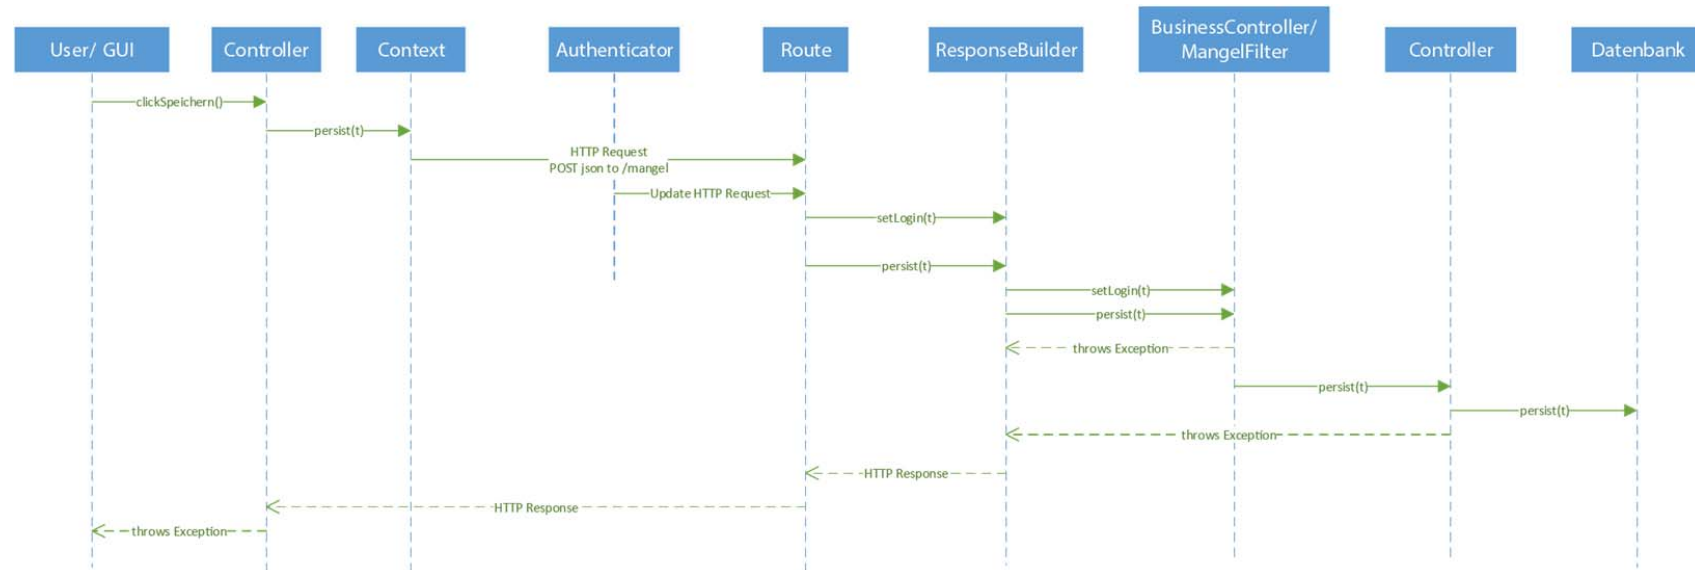 User/ GUI
Controller
Context
Authenticator
Route
ResponseBuilder
BusinessController/
MangelFilter
Controller
Datenbank
clickSpeichern()
persist(t)
HTTP Request
POST json to /mangel
Update HTTP Request
setLogin(t)
persist(t)
setLogin(t)
persist(t)
throws Exception
persist(t)
persist(t)
throws Exception
HTTP Response
HTTP Response
throws Exception